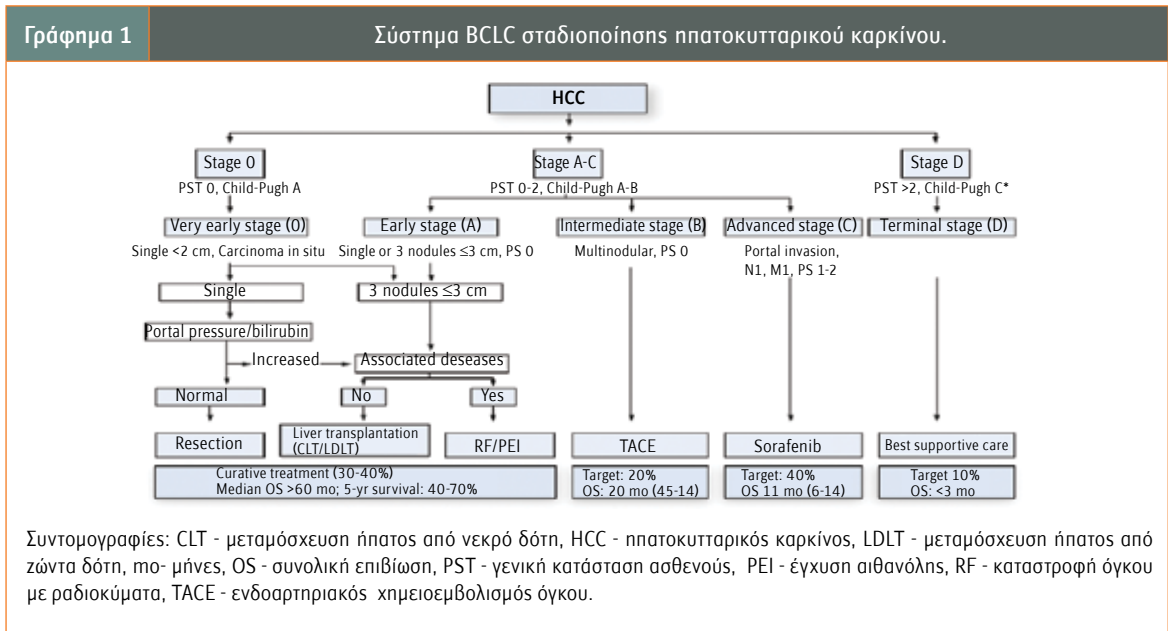 Γράφημα 1
Σύστημα BCLC σταδιοποίησης ηπατοκυτταρικού καρκίνου.
HCC
Stage 0
Stage A-C
Stage D
PST 0, Child-Pugh A
PST 0-2, Child-Pugh A-B
PST >2, Child-Pugh C*
Very early stage (0)
Early stage (A)
Intermediate stage (B)
Advanced stage (C)
Terminal stage (D)
Single <2 cm, Carcinoma in situ
Single or 3 nodules ≤3 cm, PS 0
Multinodular, PS 0
Portal invasion,
N1, M1, PS 1-2
Single
3 nodules ≤3 cm
Portal pressure/bilirubin
Increased
Associated deseases
Normal
No
Yes
Resection
Liver transplantation
(CLT/LDLT)
RF/PEI
TACE
Sorafenib
Best supportive care
Curative treatment (30-40%)
Median OS >60 mo; 5-yr survival: 40-70%
Target: 20%
OS: 20 mo (45-14)
Target: 40%
OS 11 mo (6-14)
Target 10%
OS: <3 mo
Συντομογραφίες: CLT - μεταμόσχευση ήπατος από νεκρό δότη, HCC - ηπατοκυτταρικός καρκίνος, LDLT - μεταμόσχευση ήπατος από
ζώντα δότη, mo- μήνες, OS - συνολική επιβίωση, PST - γενική κατάσταση ασθενούς, PEI - έγχυση αιθανόλης, RF - καταστροφή όγκου
με ραδιοκύματα, TACE - ενδοαρτηριακός χημειοεμβολισμός όγκου.